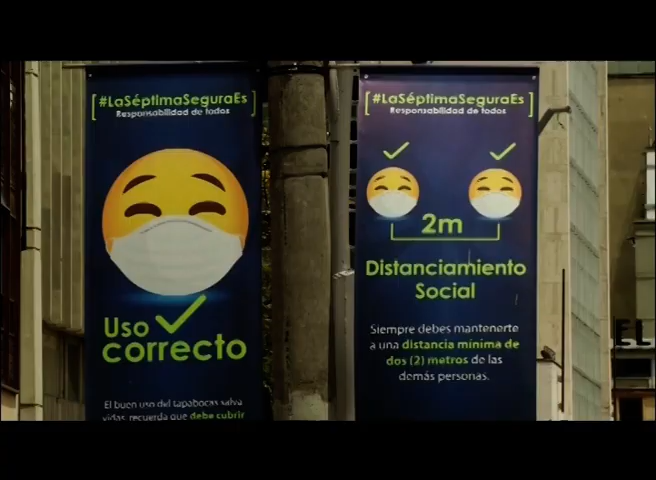 [#LaSéptimaSeguraEs]
Responsabilidad de todos
Uso
correcto
El buen uso del tapabocas salva
vidas, recuerda que debe cubrir
[#LaSéptimaSeguraEs]
Responsabilidad de todos
2m
Distanciamiento
Social
Siempre debes mantenerte
a una distancia mínima de
dos (2) metros de las
demás personas.
EL